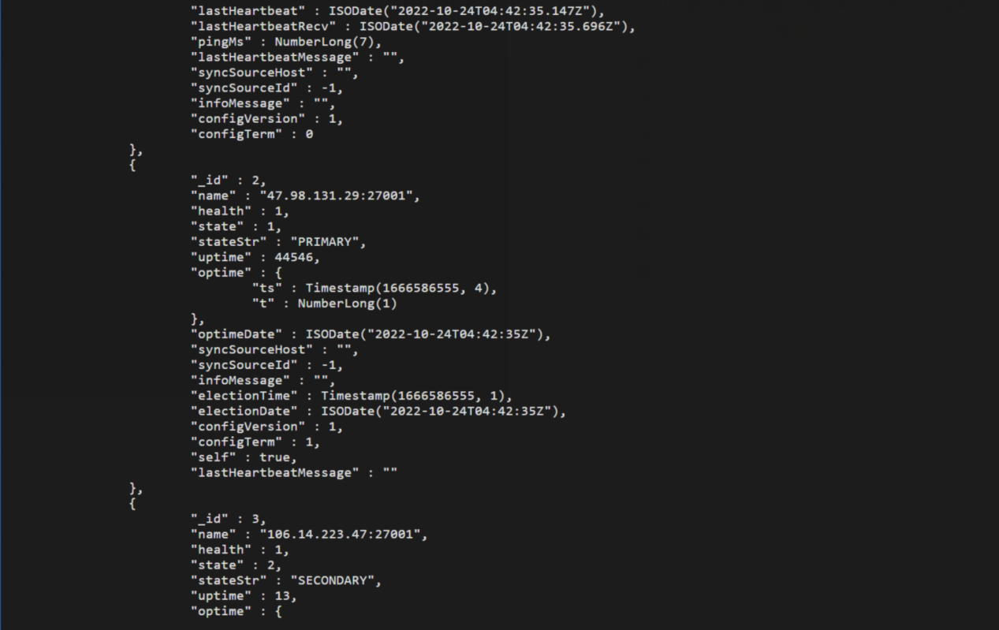 "lastHeartbeat" : ISODate("2022-10-24T04:42:35.147Z"),
"lastHeartbeatRecv" : ISODate("2022-10-24T04:42:35.696Z"),
"pingMs" : NumberLong(7),
"lastHeartbeatMessage" : "",
"syncSourceHost" : "",
"syncSourceId" : -1,
"infoMessage" : "",
"configVersion" : 1,
"configTerm" : 0
},
{
"_id" : 2,
"name" : "47.98.131.29:27001",
"health" : 1,
"state" : 1,
"stateStr" : "PRIMARY",
"uptime" : 44546,
"optime" : {
"ts" : Timestamp(1666586555, 4),
"t" : NumberLong(1)
},
"optimeDate" : ISODate("2022-10-24T04:42:35Z"),
"syncSourceHost" : "",
"syncSourceId" : -1,
"infoMessage" : "",
"electionTime" : Timestamp(1666586555, 1),
"electionDate" : ISODate("2022-10-24T04:42:35Z"),
"configVersion" : 1,
"configTerm" : 1,
"self" : true,
"lastHeartbeatMessage" : ""
},
{
"_id" : 3,
"name" : "106.14.223.47:27001",
"health" : 1,
"state" : 2,
"stateStr" : "SECONDARY",
"uptime" : 13,
"optime" : {